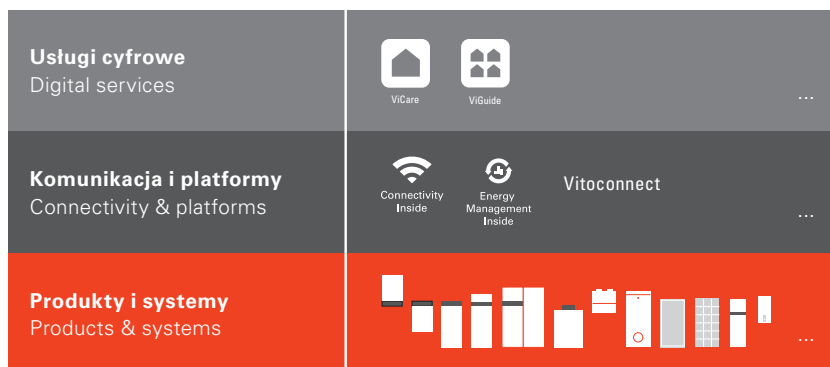 Usługi cyfrowe
Digital services
ViCare
ViGuide
...
Komunikacja i platformy
Connectivity & platforms
Connectivity
Inside
Energy
Management
Inside
Vitoconnect
...
Produkty i systemy
Products & systems
...